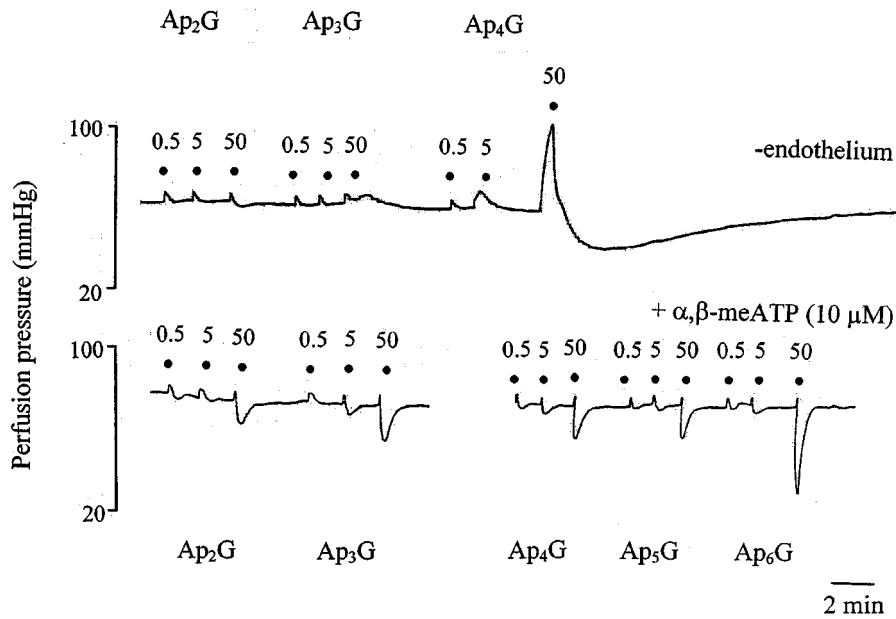 Ap₂G Ap₃G Ap₄G
50
100
0.5 5 50 0.5 5 50 0.5 5
-endothelium
Perfusion pressure (mmHg)
20
+ α,β-meATP (10 μM)
100
0.5 5 50 0.5 5 50 0.5 5 50 0.5 5 50 0.5 5 50
20
Ap₂G Ap₃G Ap₄G Ap₅G Ap₆G
2 min